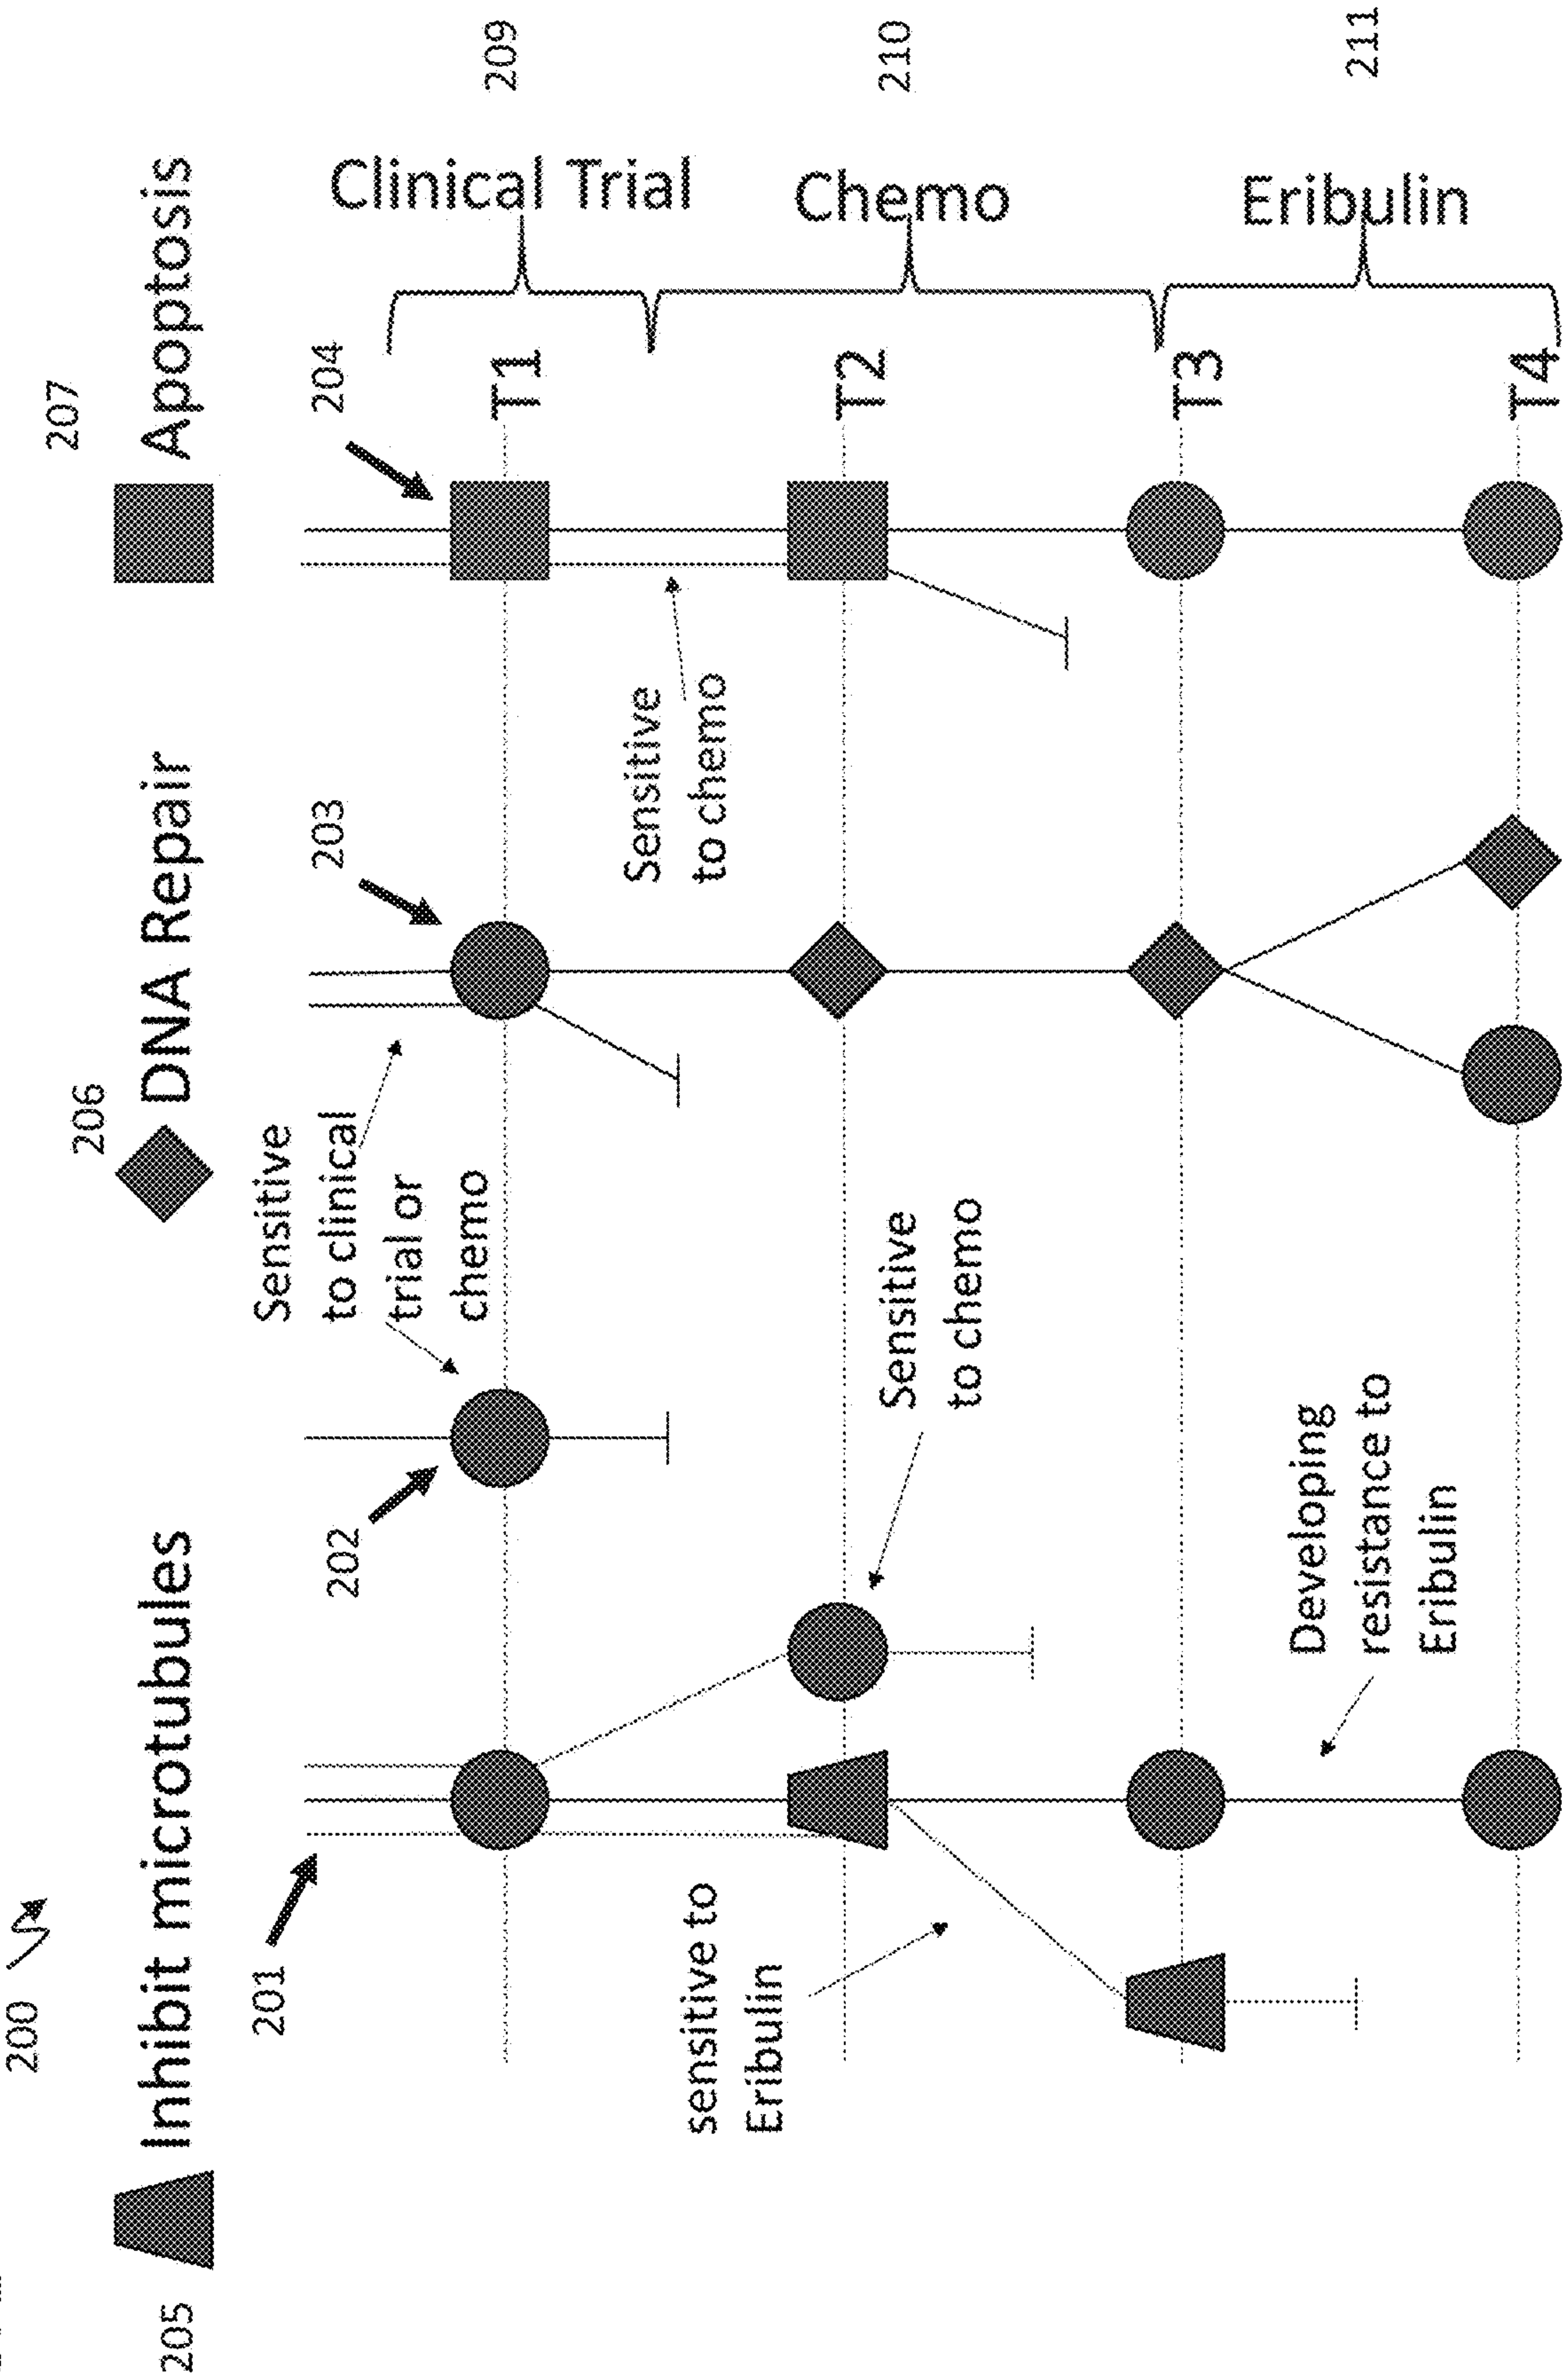 200
205
Inhibit microtubules
206
DNA Repair
207
Apoptosis
201
202
203
204
Sensitive
to clinical
trial or
chemo
Clinical Trial
209
T1
Sensitive
to chemo
sensitive to
Eribulin
T2
Chemo
210
Sensitive
to chemo
T3
Developing
resistance to
Eribulin
Eribulin
211
T4